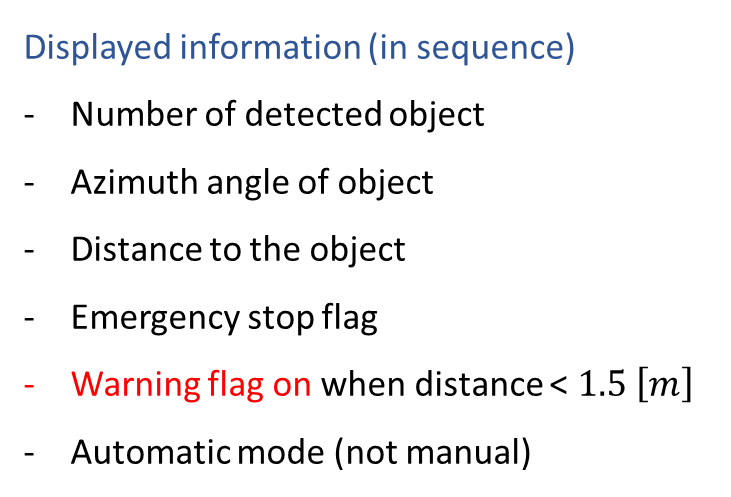 Displayed information (in sequence)
- Number of detected object
- Azimuth angle of object
- Distance to the object
- Emergency stop flag
- Warning flag on when distance < 1.5 [m]
- Automatic mode (not manual)